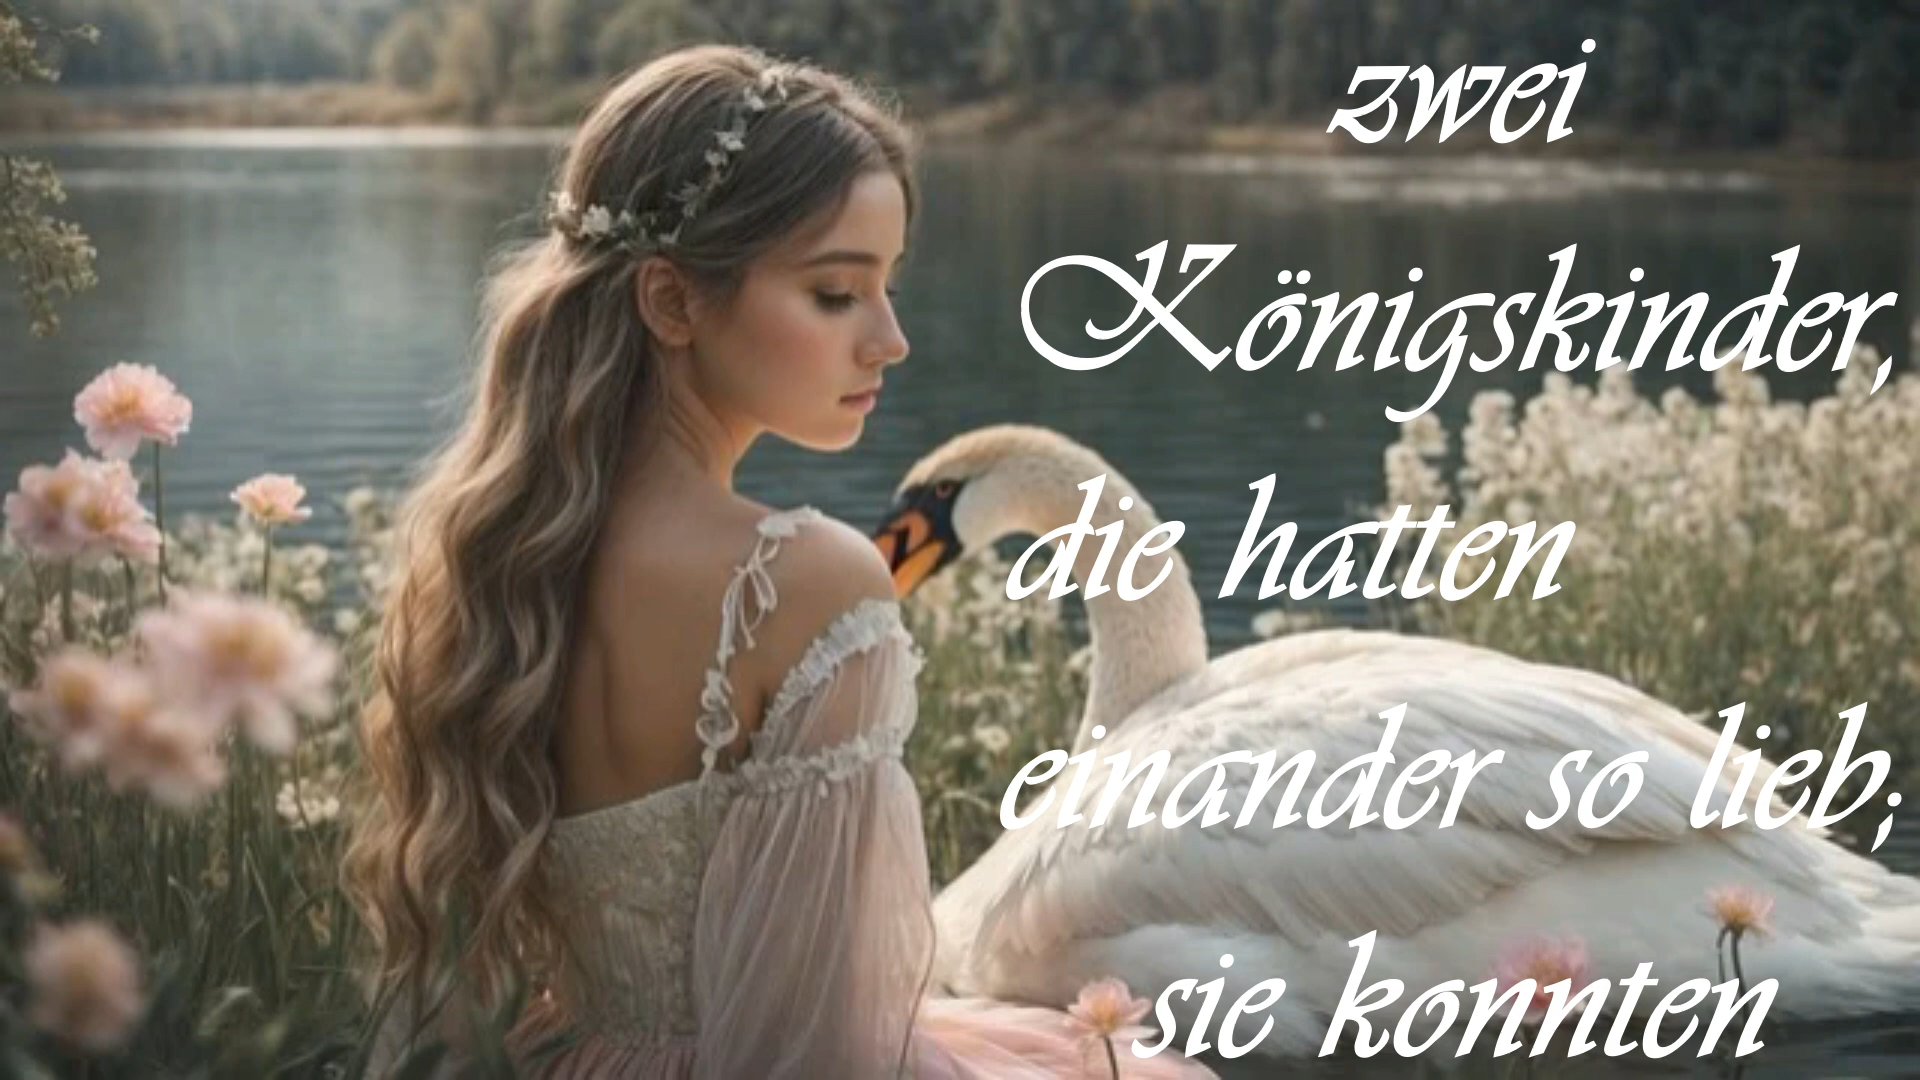 zwei
Königskinder,
die hatten
einander so lieb;
sie konnten